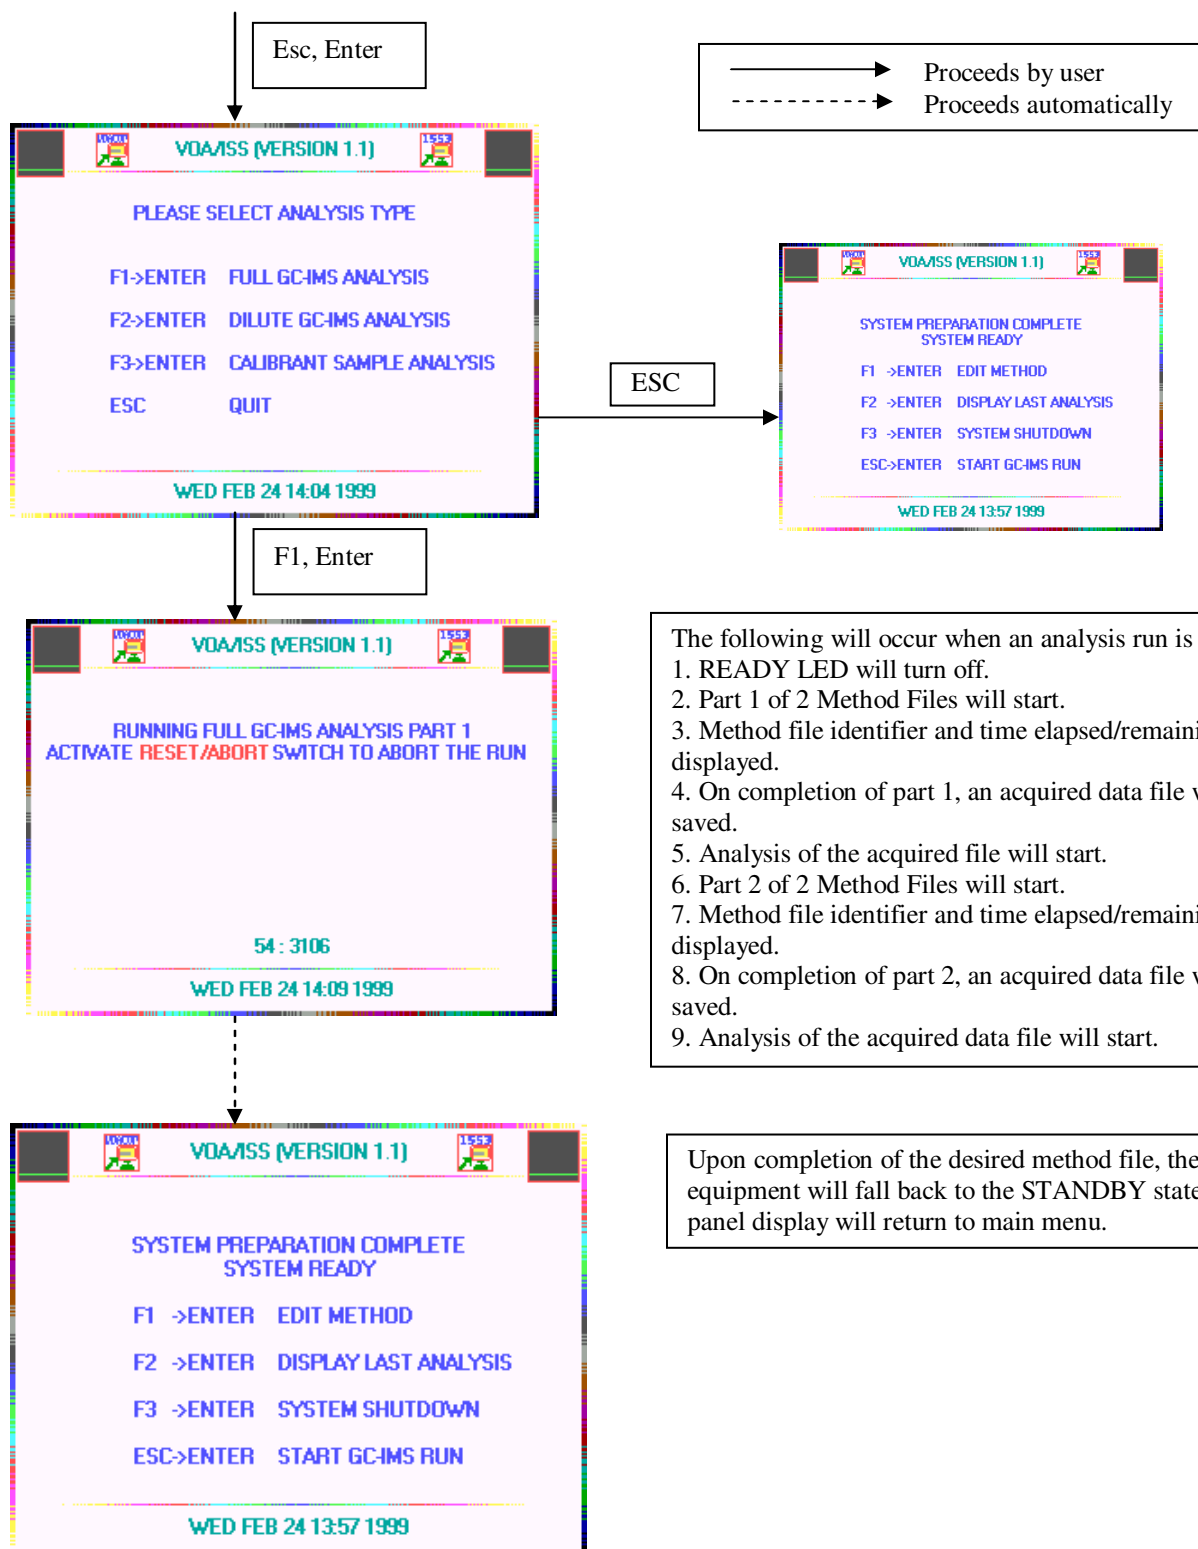 Esc, Enter
Proceeds by user
Proceeds automatically
VOACOP
VOA/ISS (VERSION 1.1)
1553
PLEASE SELECT ANALYSIS TYPE
F1->ENTER FULL GC-IMS ANALYSIS
F2->ENTER DILUTE GC-IMS ANALYSIS
F3->ENTER CALIBRANT SAMPLE ANALYSIS
ESC QUIT
WED FEB 24 14:04 1999
ESC
VOA/ISS (VERSION 1.1)
1553
SYSTEM PREPARATION COMPLETE
SYSTEM READY
F1 ->ENTER EDIT METHOD
F2 ->ENTER DISPLAY LAST ANALYSIS
F3 ->ENTER SYSTEM SHUTDOWN
ESC->ENTER START GC-IMS RUN
WED FEB 24 13:57 1999
F1, Enter
VOA/ISS (VERSION 1.1)
1553
RUNNING FULL GC-IMS ANALYSIS PART 1
ACTIVATE RESET/ABORT SWITCH TO ABORT THE RUN
54 : 3106
WED FEB 24 14:09 1999
The following will occur when an analysis run is
1. READY LED will turn off.
2. Part 1 of 2 Method Files will start.
3. Method file identifier and time elapsed/remaini
displayed.
4. On completion of part 1, an acquired data file w
saved.
5. Analysis of the acquired file will start.
6. Part 2 of 2 Method Files will start.
7. Method file identifier and time elapsed/remaini
displayed.
8. On completion of part 2, an acquired data file w
saved.
9. Analysis of the acquired data file will start.
VOA/ISS (VERSION 1.1)
1553
SYSTEM PREPARATION COMPLETE
SYSTEM READY
F1 ->ENTER EDIT METHOD
F2 ->ENTER DISPLAY LAST ANALYSIS
F3 ->ENTER SYSTEM SHUTDOWN
ESC->ENTER START GC-IMS RUN
WED FEB 24 13:57 1999
Upon completion of the desired method file, the
equipment will fall back to the STANDBY state
panel display will return to main menu.